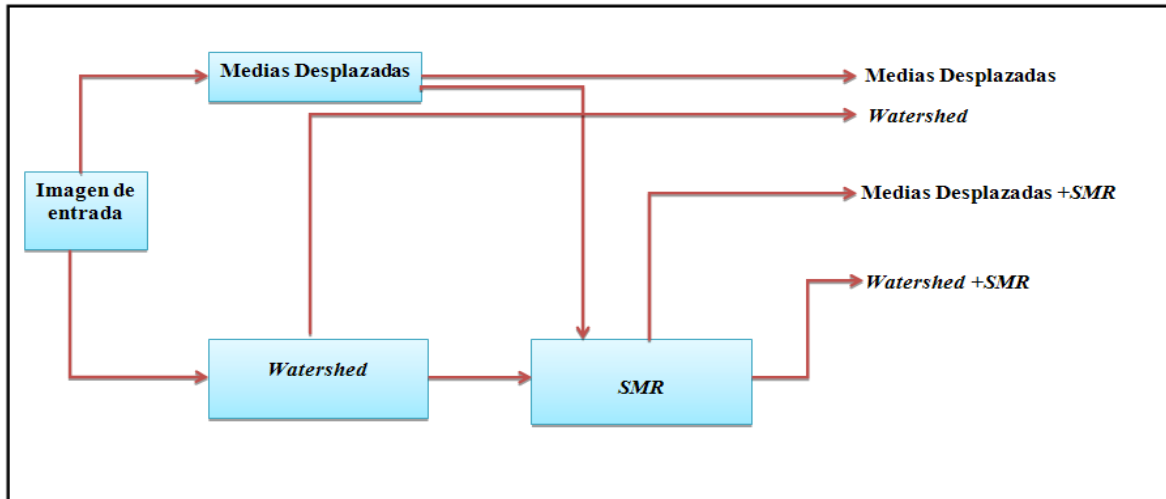 Medias Desplazadas
Medias Desplazadas
Watershed
Imagen de
entrada
Medias Desplazadas +SMR
Watershed +SMR
Watershed
SMR